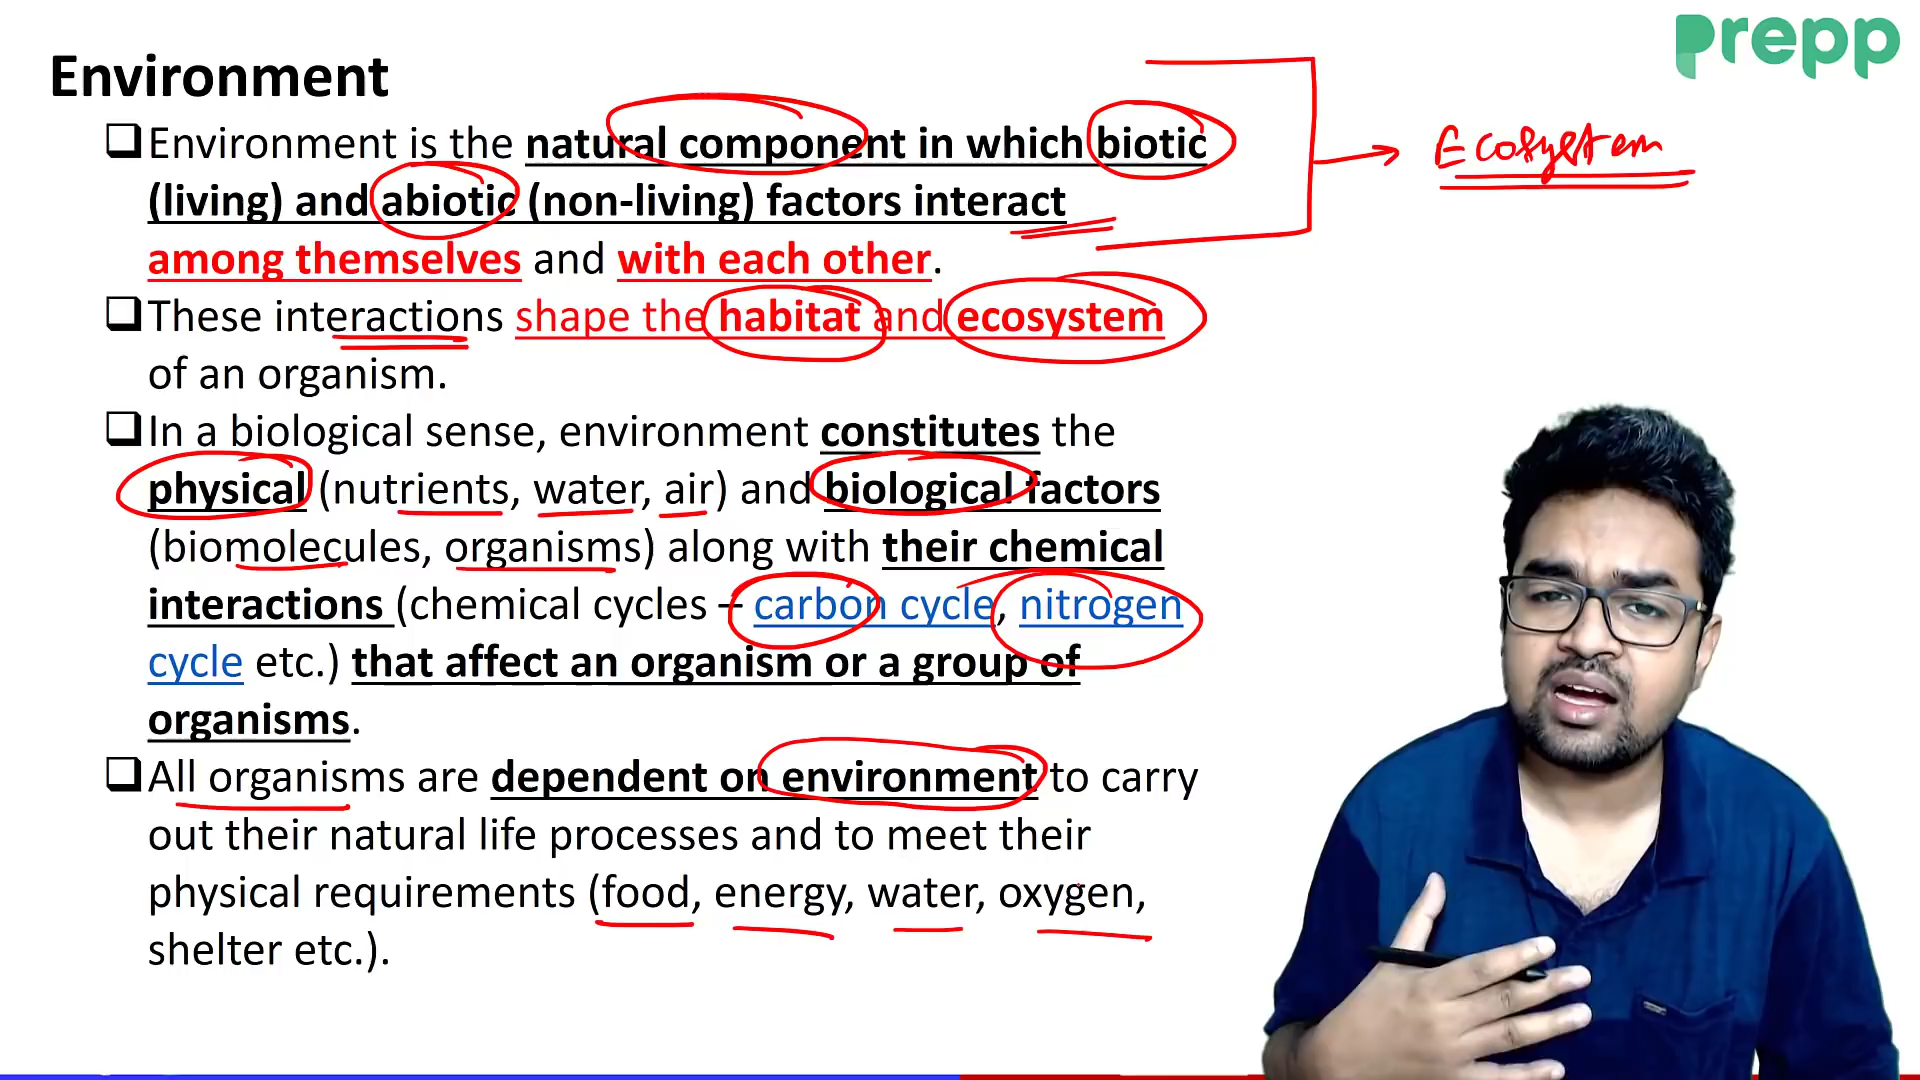 prepp
Environment
Environment is the natural component in which biotic
(living) and abiotic (non-living) factors interact
among themselves and with each other.
Ecosystem
These interactions shape the habitat and ecosystem
of an organism.
In a biological sense, environment constitutes the
physical (nutrients, water, air) and biological factors
(biomolecules, organisms) along with their chemical
interactions (chemical cycles – carbon cycle, nitrogen
cycle etc.) that affect an organism or a group of
organisms.
All organisms are dependent on environment to carry
out their natural life processes and to meet their
physical requirements (food, energy, water, oxygen,
shelter etc.).